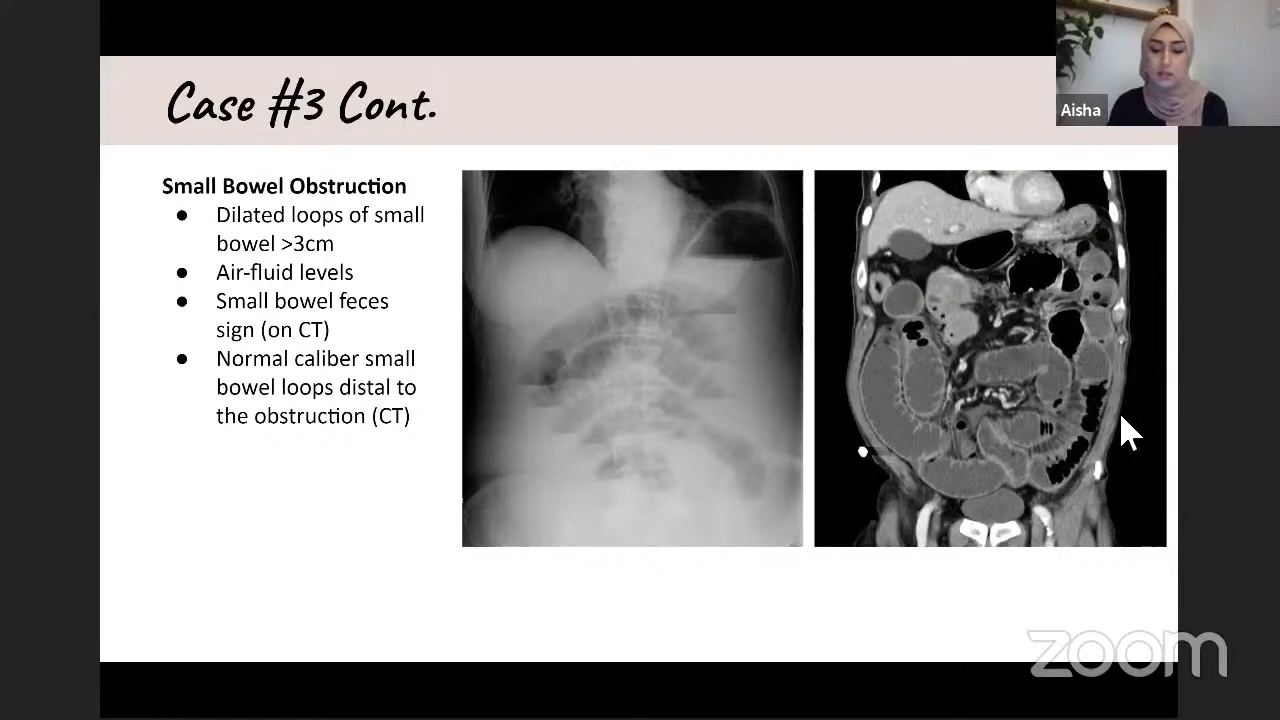 Case #3 Cont.
Aisha
Small Bowel Obstruction
● Dilated loops of small
bowel >3cm
● Air-fluid levels
● Small bowel feces
sign (on CT)
● Normal caliber small
bowel loops distal to
the obstruction (CT)
zoom